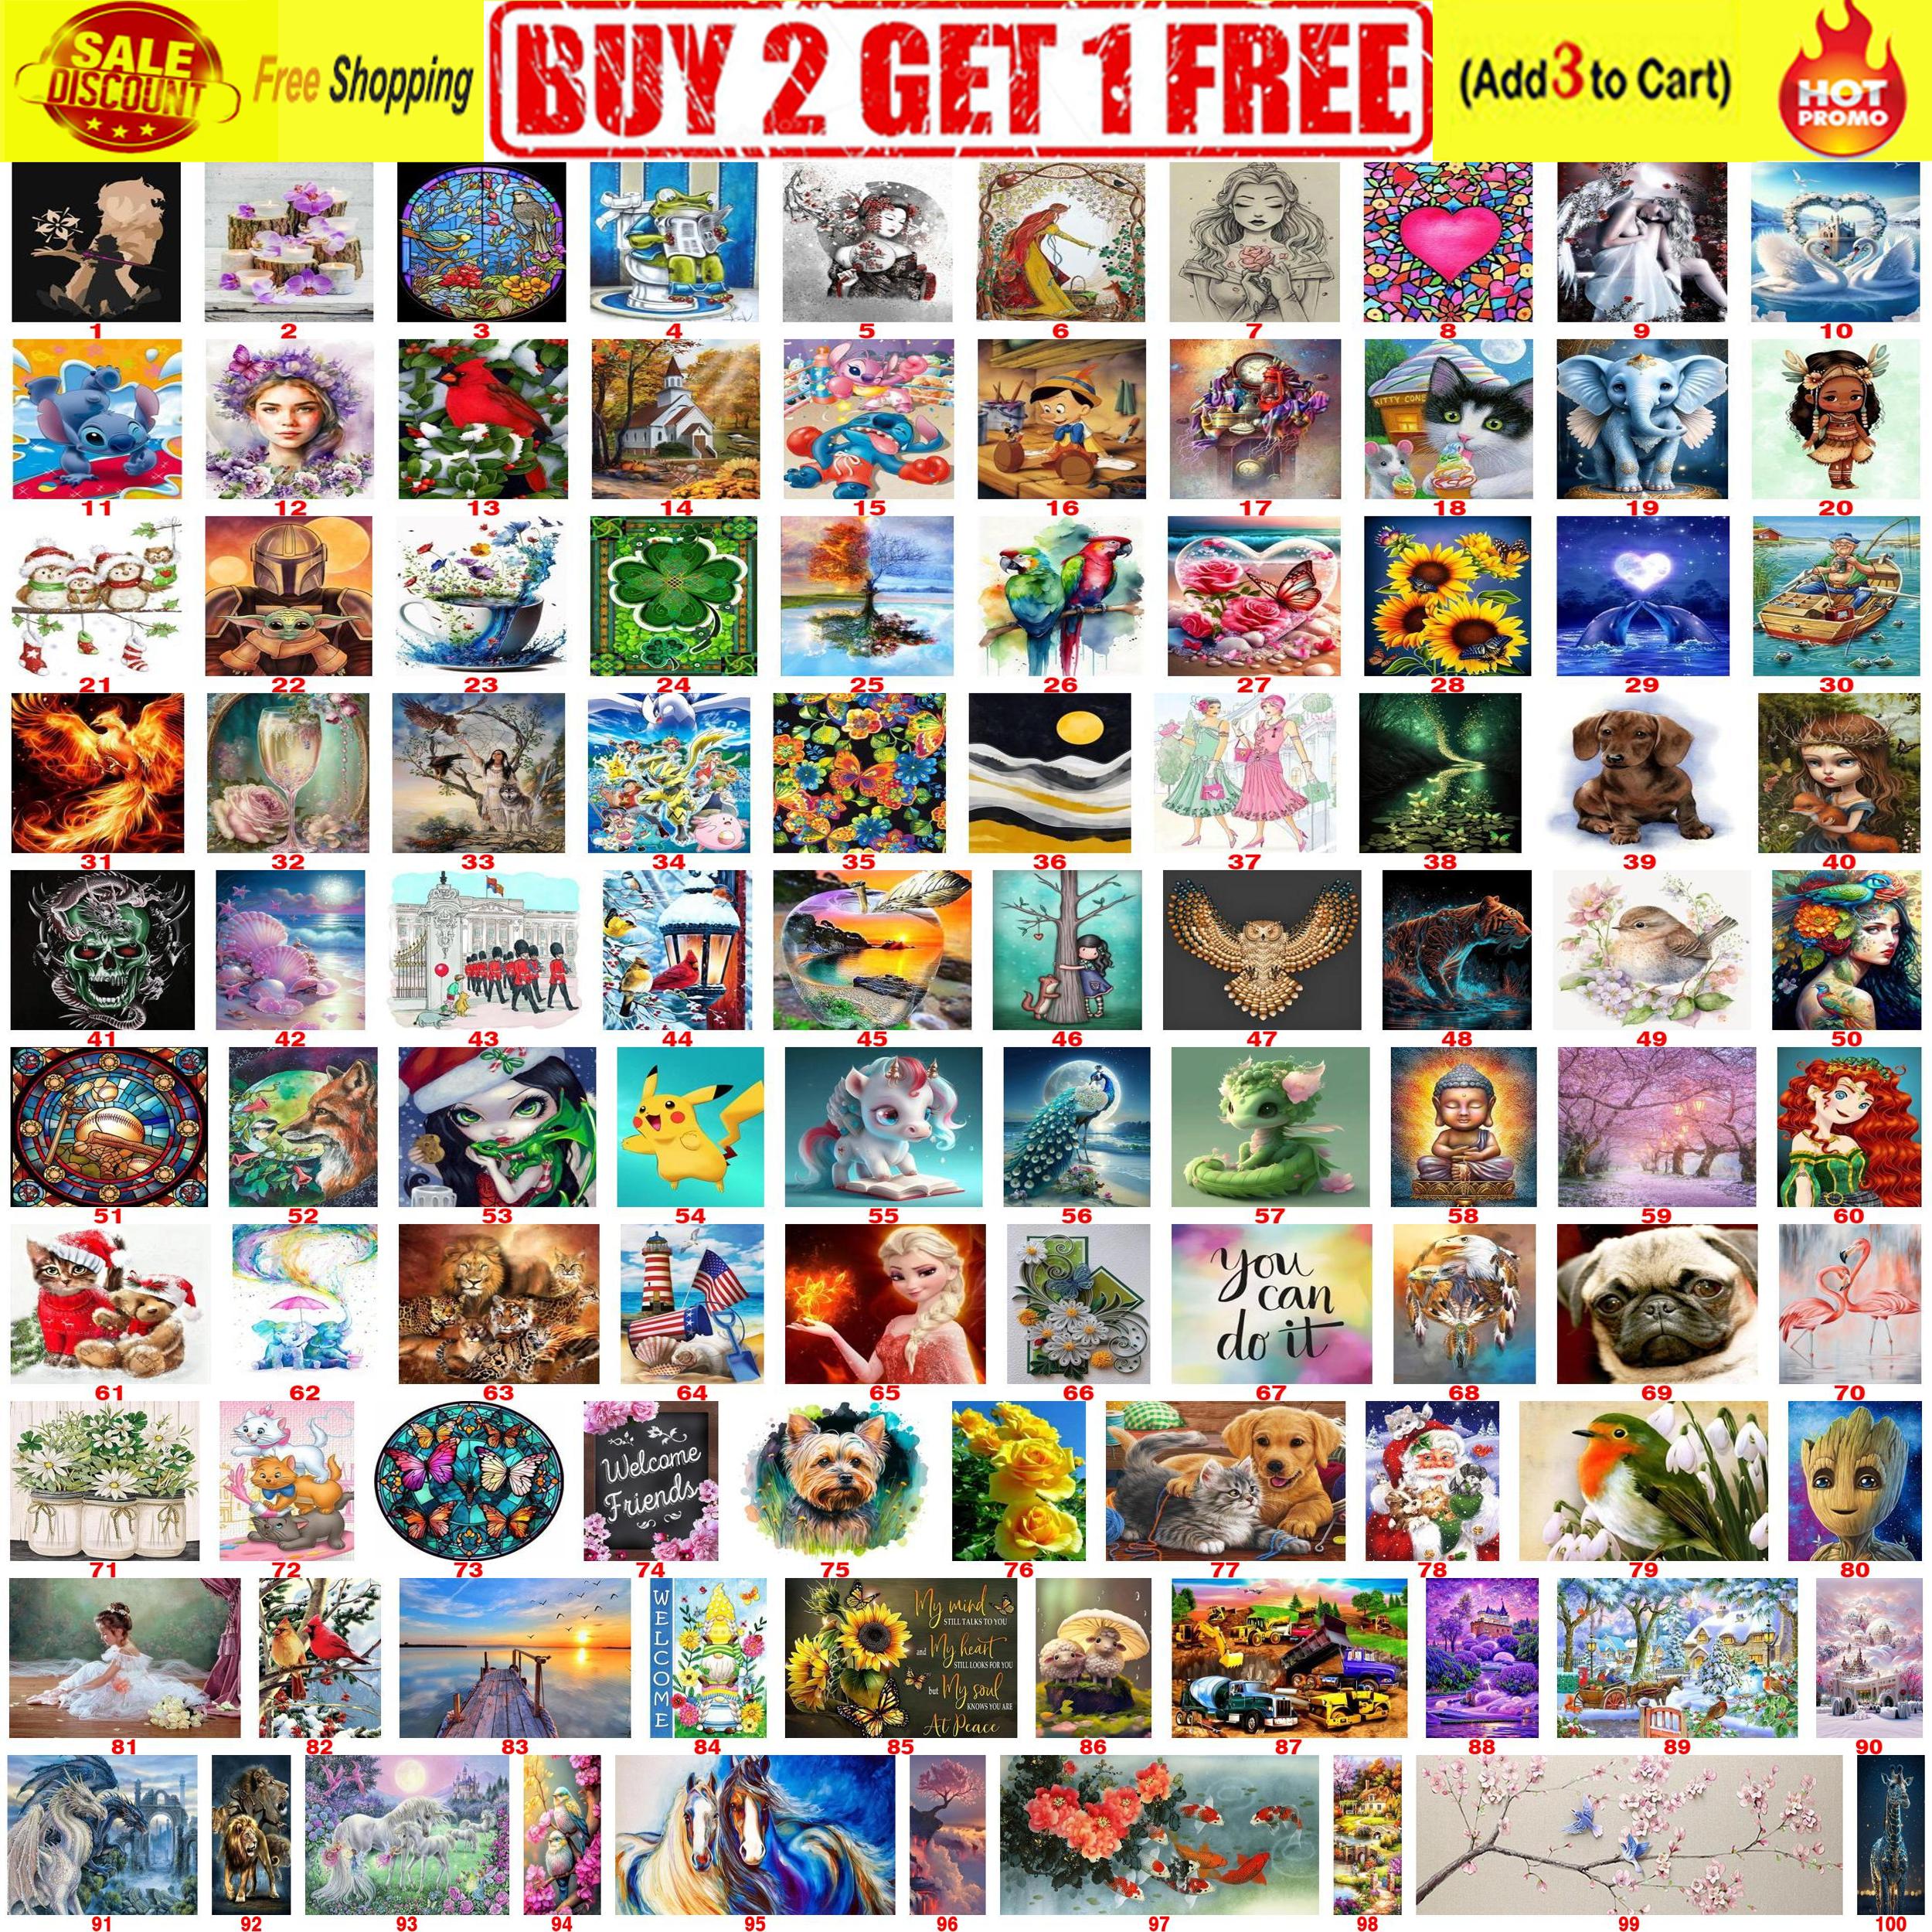 SALE
DISCOUNT
Free Shopping
BUY 2 GET 1 FREE
(Add 3 to Cart)
HOT
PROMO
1 2 3 4 5 6 7 8 9 10
KITTY CONE
11 12 13 14 15 16 17 18 19 20
21 22 23 24 25 26 27 28 29 30
31 32 33 34 35 36 37 38 39 40
41 42 43 44 45 46 47 48 49 50
51 52 53 54 55 56 57 58 59 60
you
can
do it
61 62 63 64 65 66 67 68 69 70
Welcome
Friends
71 72 73 74 75 76 77 78 79 80
WELCOME
My mind
STILL TALKS TO YOU
and My heart
STILL LOOKS FOR YOU
but My soul
KNOWS YOU ARE
At Peace
81 82 83 84 85 86 87 88 89 90
91 92 93 94 95 96 97 98 99 100